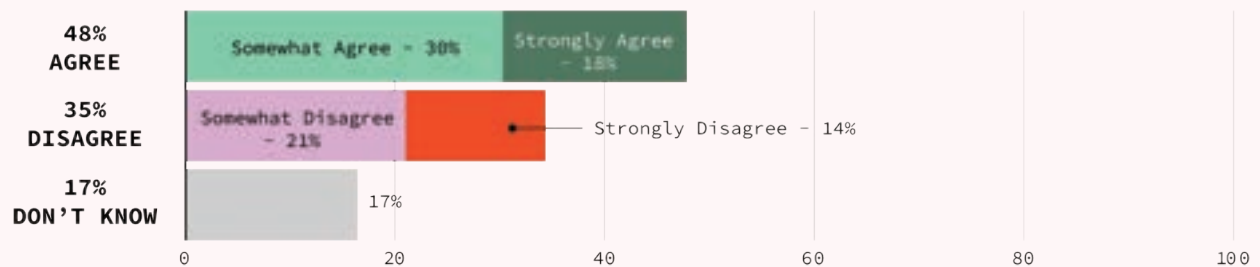 48%
AGREE
Somewhat Agree - 30%
Strongly Agree
- 18%
35%
DISAGREE
Somewhat Disagree
- 21%
Strongly Disagree - 14%
17%
DON'T KNOW
17%
0 20 40 60 80 100